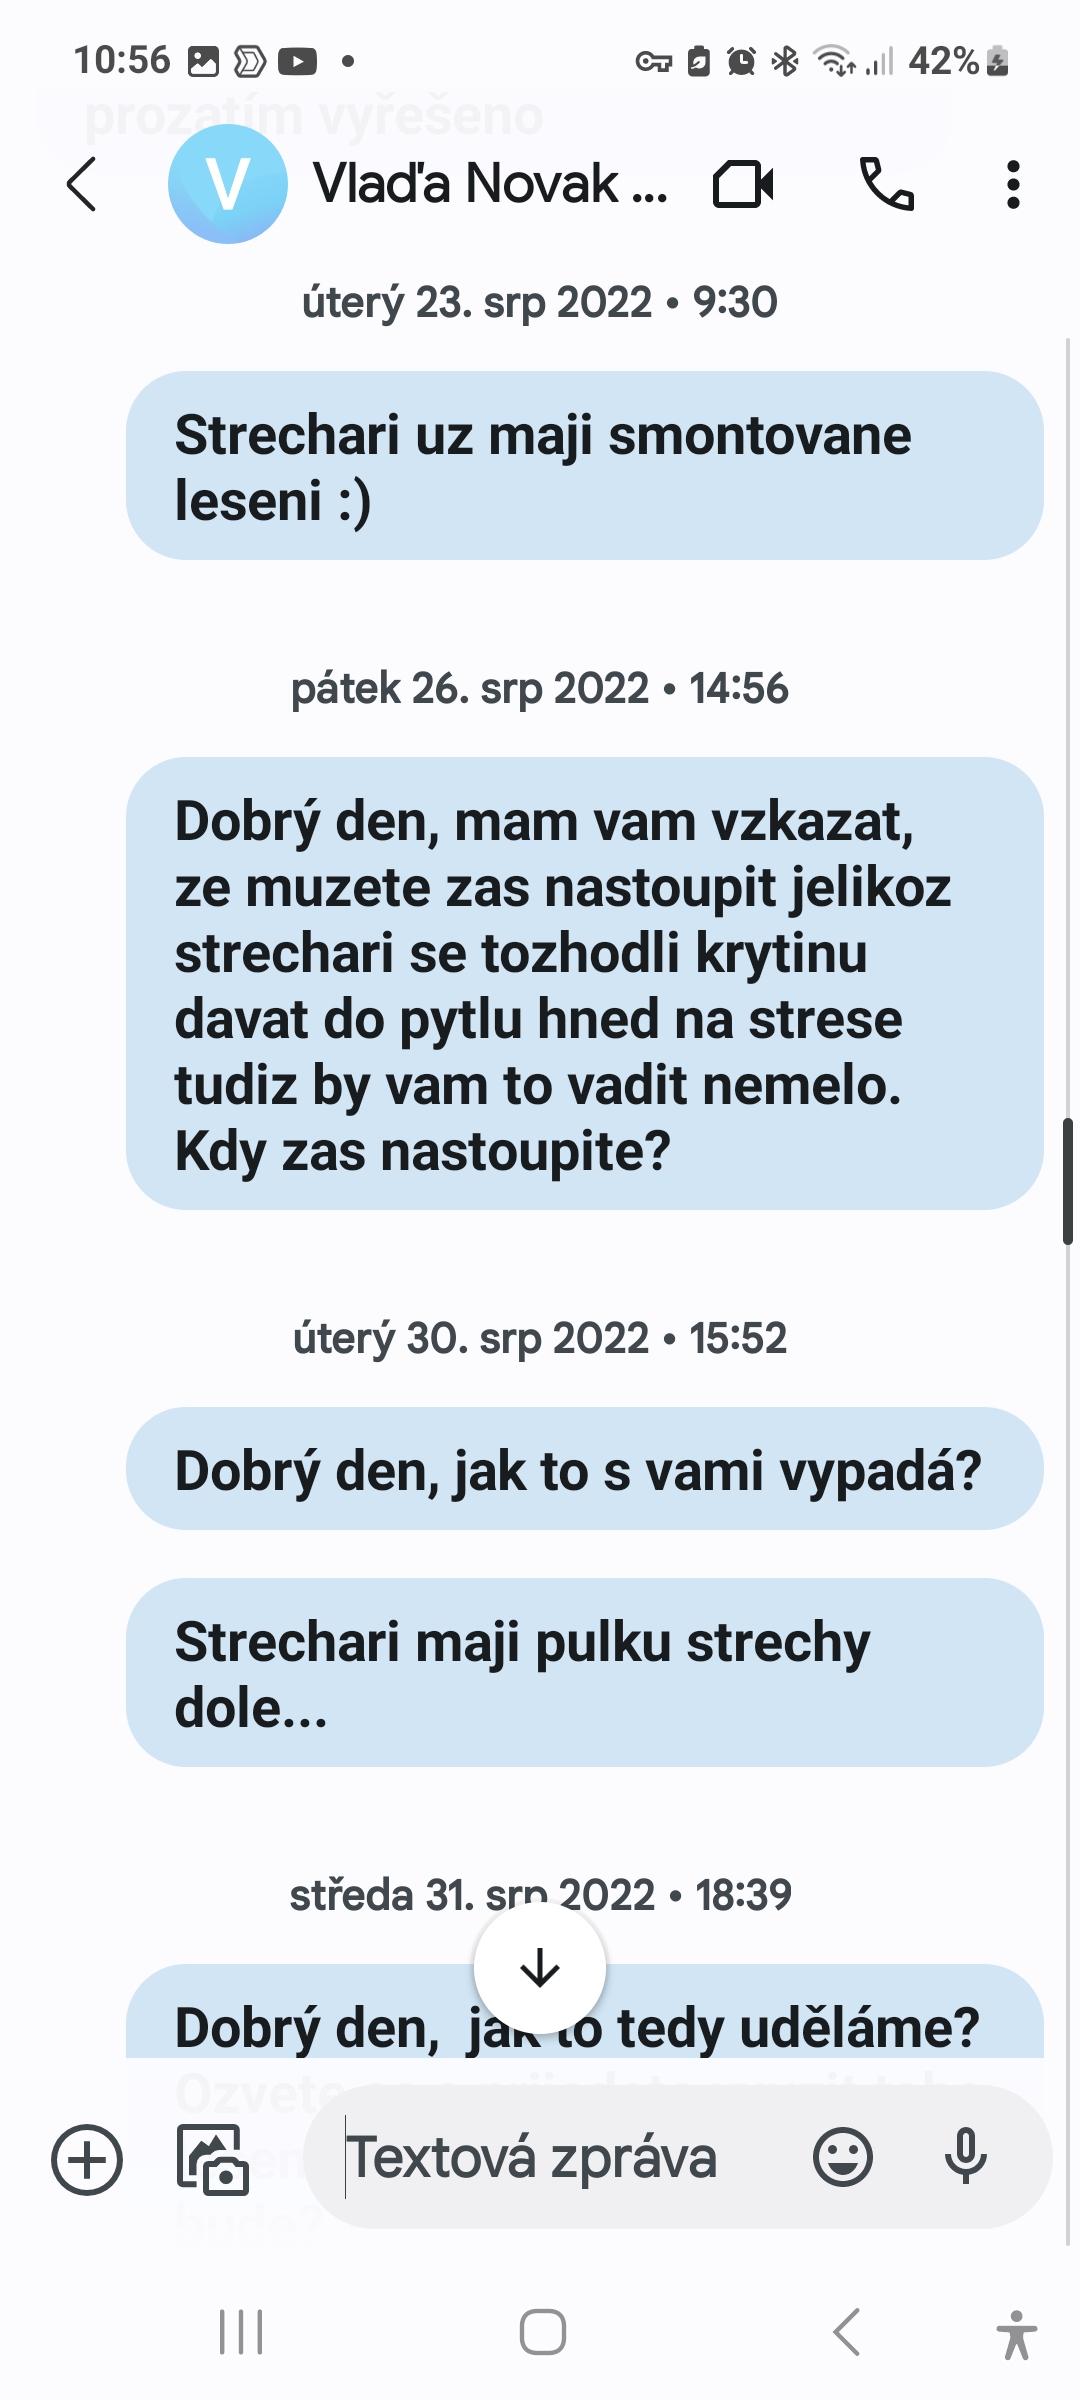 10:56
42%
prozatím vyřešeno
V
Vlaďa Novak ...
úterý 23. srp 2022 • 9:30
Strechari uz maji smontovane
leseni :)
pátek 26. srp 2022 • 14:56
Dobrý den, mam vam vzkazat,
ze muzete zas nastoupit jelikoz
strechari se tozhodli krytinu
davat do pytlu hned na strese
tudiz by vam to vadit nemelo.
Kdy zas nastoupite?
úterý 30. srp 2022 • 15:52
Dobrý den, jak to s vami vypadá?
Strechari maji pulku strechy
dole...
středa 31. srp 2022 • 18:39
Dobrý den,  jak to tedy uděláme?
Ozvete
Textová zpráva
bude?